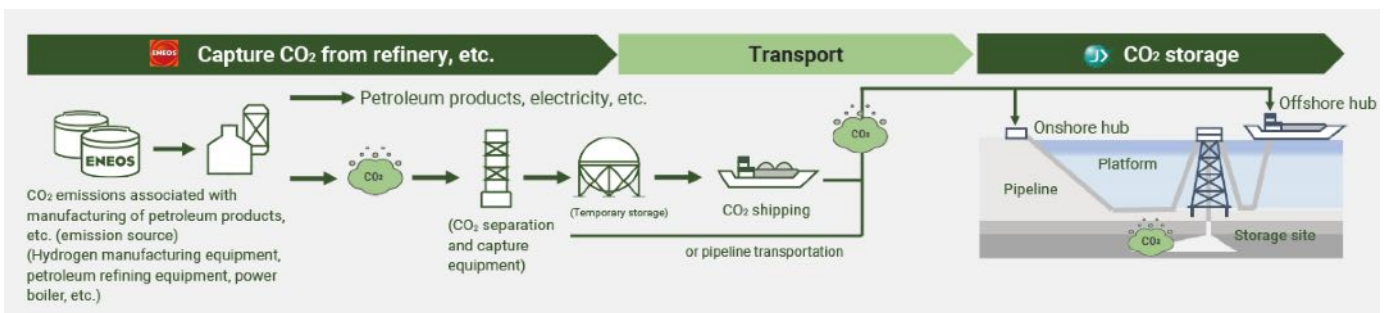 ENEOS
Capture CO₂ from refinery, etc.
Transport
CO₂ storage
Petroleum products, electricity, etc.
ENEOS
CO₂ emissions associated with
manufacturing of petroleum products,
etc. (emission source)
(Hydrogen manufacturing equipment,
petroleum refining equipment, power
boiler, etc.)
CO₂
(CO₂ separation
and capture
equipment)
(Temporary storage)
CO₂ shipping
or pipeline transportation
CO₂
Onshore hub
Offshore hub
Platform
Pipeline
CO₂
Storage site